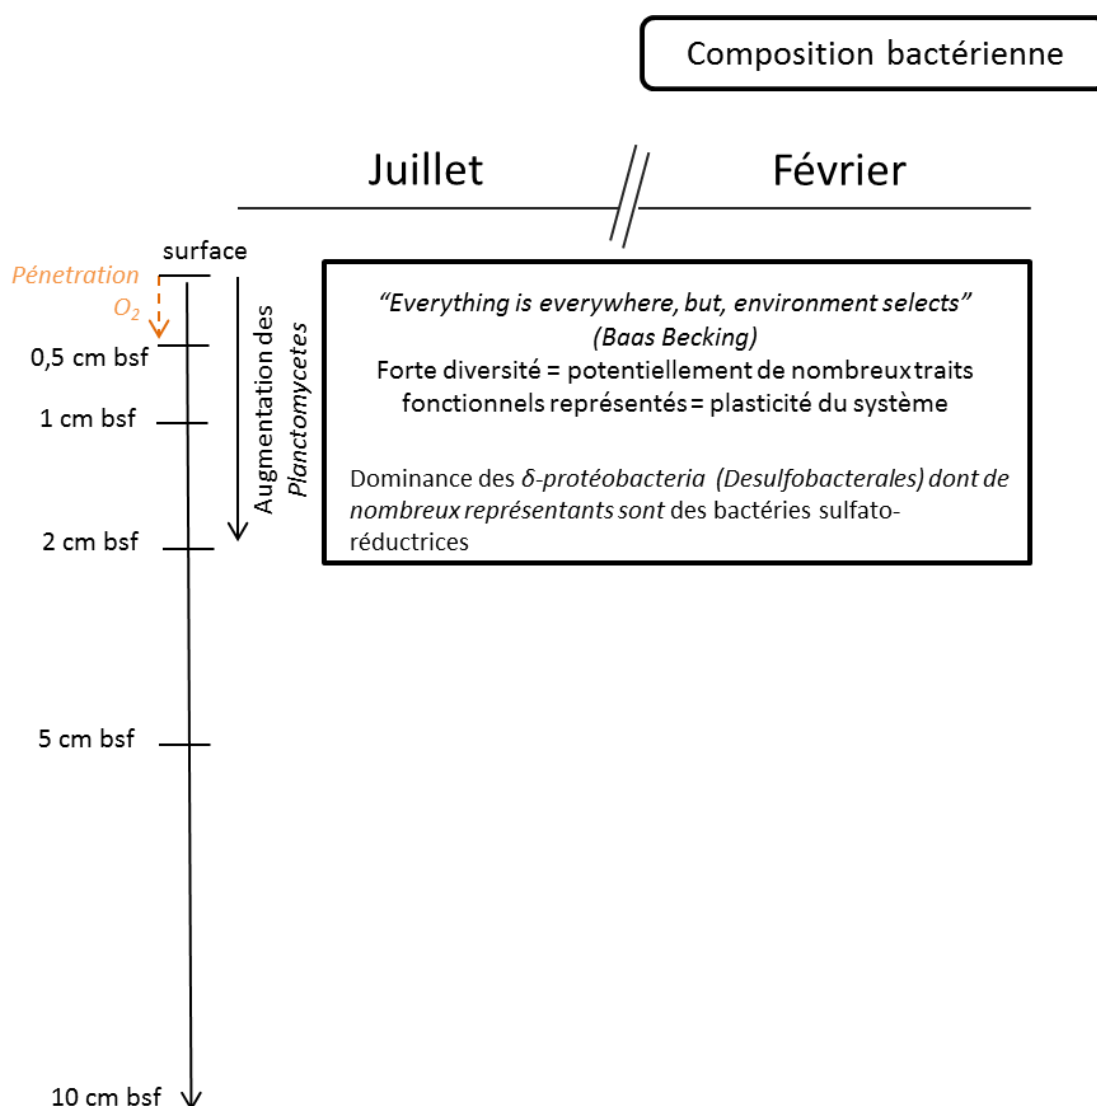 Composition bactérienne
Juillet
Février
surface
Pénetration
O2
0,5 cm bsf
1 cm bsf
2 cm bsf
5 cm bsf
10 cm bsf
Augmentation des
Planctomycetes
“Everything is everywhere, but, environment selects”
(Baas Becking)
Forte diversité = potentiellement de nombreux traits
fonctionnels représentés = plasticité du système
Dominance des δ-protéobacteria (Desulfobacterales) dont de
nombreux représentants sont des bactéries sulfato-
réductrices